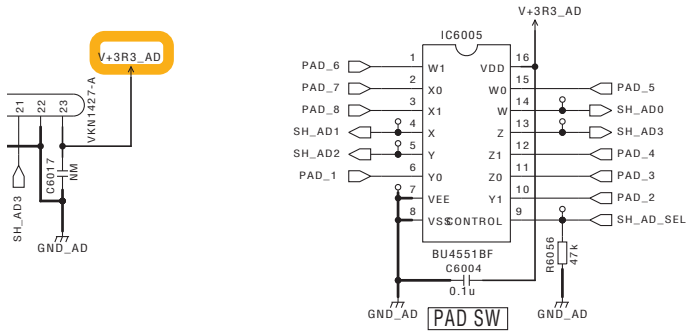 V+3R3_AD
21
22
23
VKN1427-A
C6017
NM
SH_AD3
GND_AD
V+3R3_AD
IC6005
PAD_6 1 W1 VDD 16
PAD_7 2 X0 W0 15 PAD_5
PAD_8 3 X1 W 14 SH_AD0
SH_AD1 4 X Z 13 SH_AD3
SH_AD2 5 Y Z1 12 PAD_4
PAD_1 6 Y0 Z0 11 PAD_3
7 VEE Y1 10 PAD_2
8 VSS CONTROL 9 SH_AD_SEL
BU4551BF
C6004
0.1u
R6056
47k
GND_AD
PAD SW
GND_AD